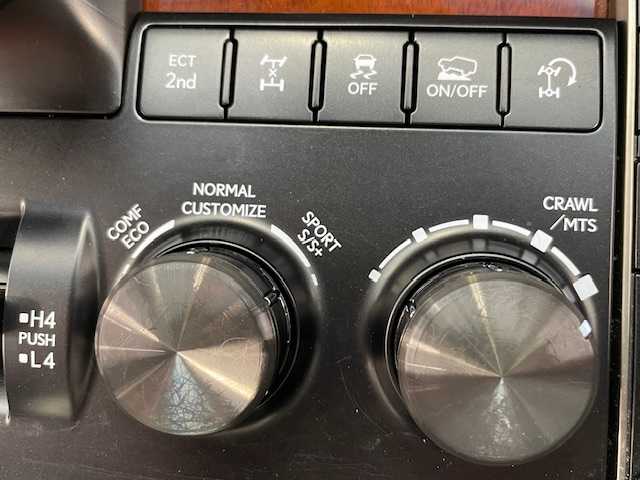 ECT
2nd
OFF
ON/OFF
NORMAL
CUSTOMIZE
COMF
ECO
SPORT
S/S+
CRAWL
/MTS
H4
PUSH
L4